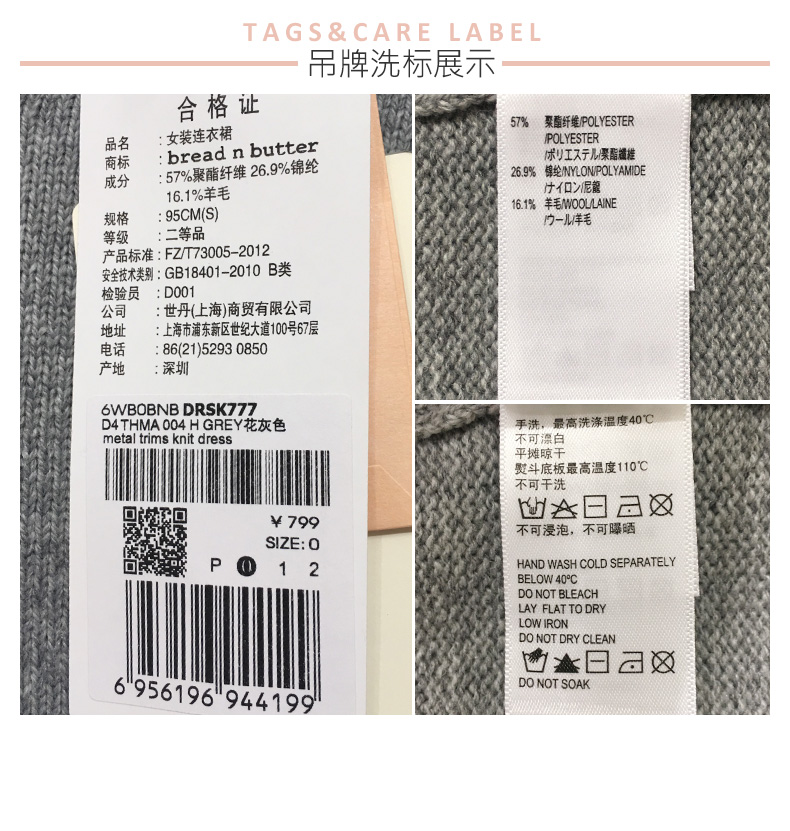 TAGS&CARE LABEL
吊牌洗标展示
合格证
品名 : 女装连衣裙
商标 : bread n butter
成分 : 57%聚酯纤维 26.9%锦纶
16.1%羊毛
规格 : 95CM(S)
等级 : 二等品
产品标准 : FZ/T73005-2012
安全技术类别 : GB18401-2010 B类
检验员 : D001
公司 : 世丹(上海)商贸有限公司
地址 : 上海市浦东新区世纪大道100号67层
电话 : 86(21)5293 0850
产地 : 深圳
6WB0BNB DRSK777
D4 THMA 004 H GREY花灰色
metal trims knit dress
¥ 799
SIZE: 0
P 0 1 2
6 956196 944199
57% 聚酯纤维/POLYESTER
/POLYESTER
/ポリエステル/聚酯纖維
26.9% 锦纶/NYLON/POLYAMIDE
/ナイロン/尼龍
16.1% 羊毛/WOOL/LAINE
/ウール/羊毛
手洗，最高洗涤温度40℃
不可漂白
平摊晾干
熨斗底板最高温度110℃
不可干洗
不可浸泡，不可曝晒
HAND WASH COLD SEPARATELY
BELOW 40ºC
DO NOT BLEACH
LAY FLAT TO DRY
LOW IRON
DO NOT DRY CLEAN
DO NOT SOAK